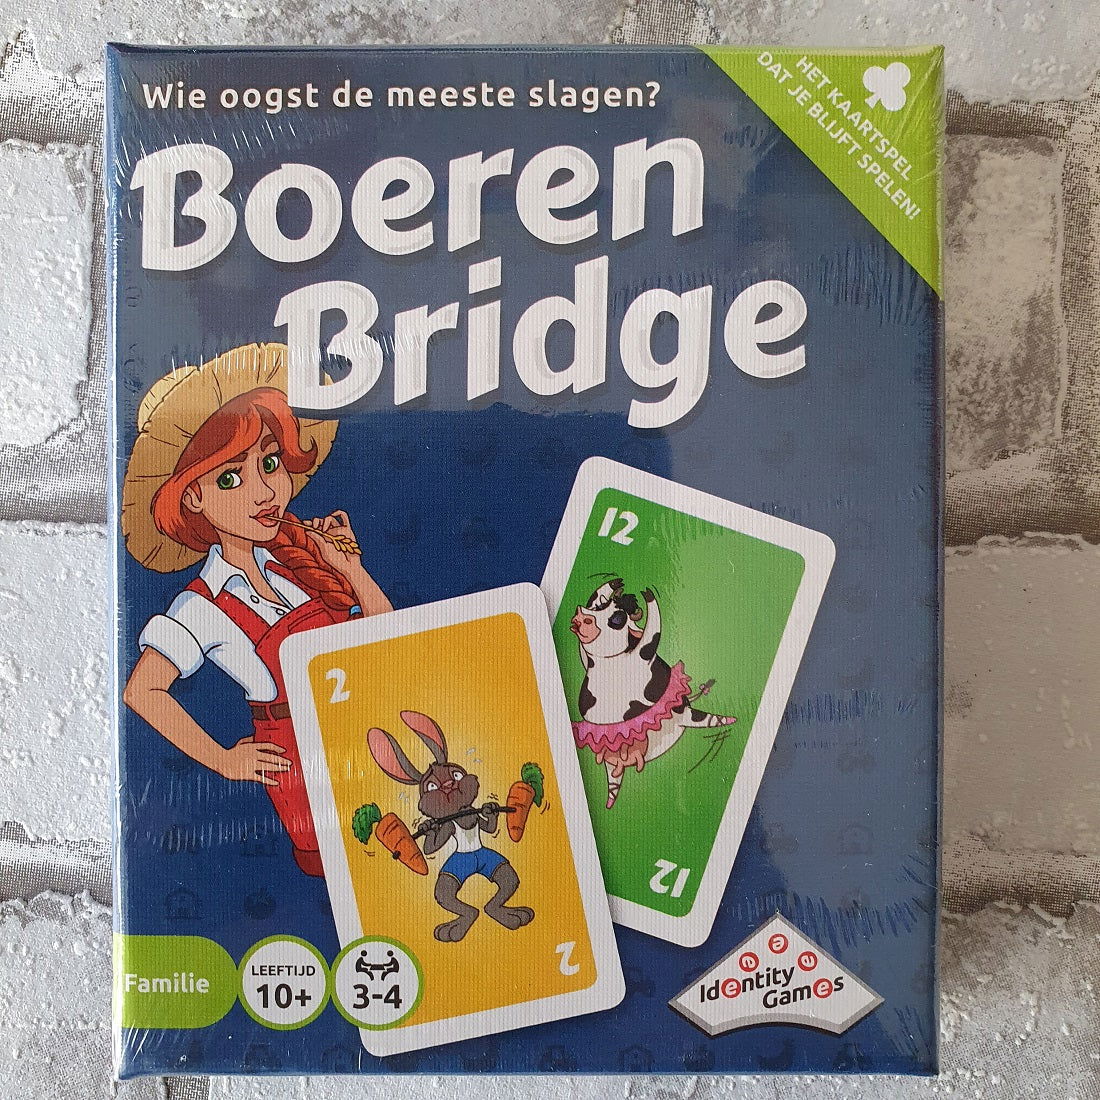 Wie oogst de meeste slagen?
HET KAARTSPEL
DAT JE BLIJFT SPELEN!
Boeren
Bridge
12
2
12
2
Familie
LEEFTIJD
10+
3-4
Identity
Games